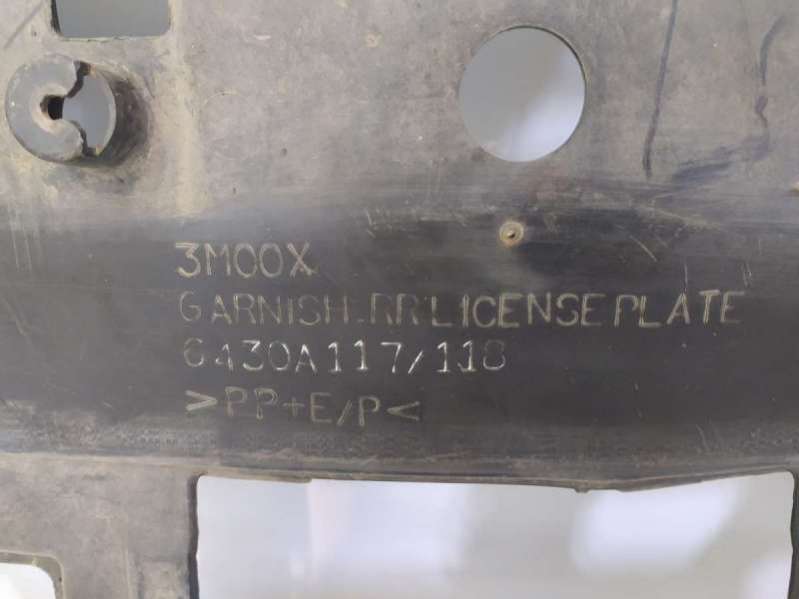 3M00X
GARNISH.RR LICENSE PLATE
6430A117/118
>PP+E/P<